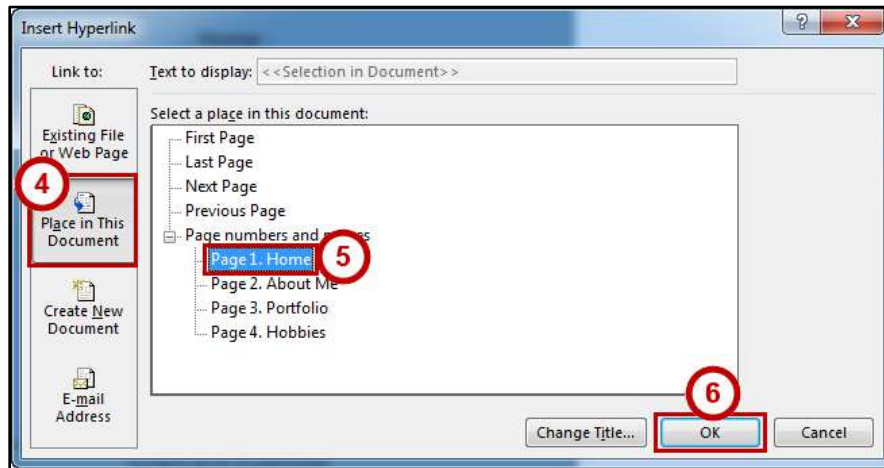 Insert Hyperlink
Link to:
Text to display: <<Selection in Document>>
Existing File
or Web Page
4
Place in This
Document
Create New
Document
E-mail
Address
Select a place in this document:
First Page
Last Page
Next Page
Previous Page
Page numbers and
Page 1. Home
5
Page 2. About Me
Page 3. Portfolio
Page 4. Hobbies
6
Change Title...
OK
Cancel